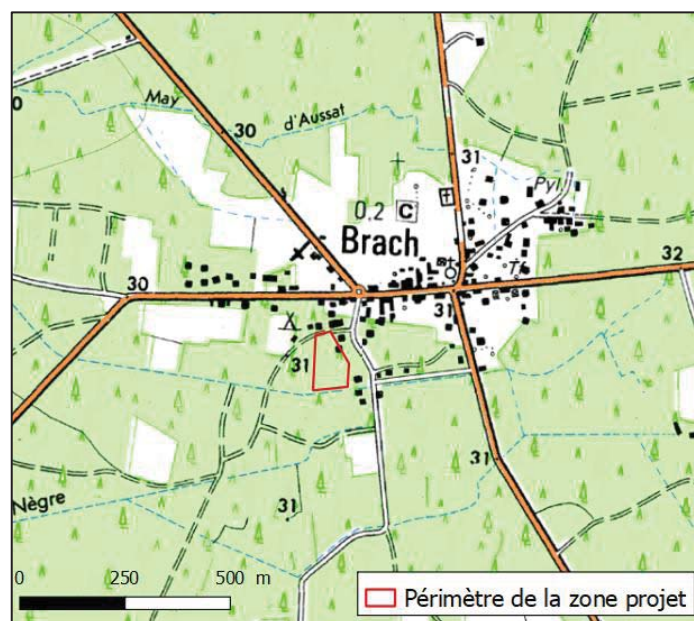 May
30
d'Aussat
31
Pyl
0.2 C
Brach
32
30
31
31
31
Nègre
31
0 250 500 m
Périmètre de la zone projet